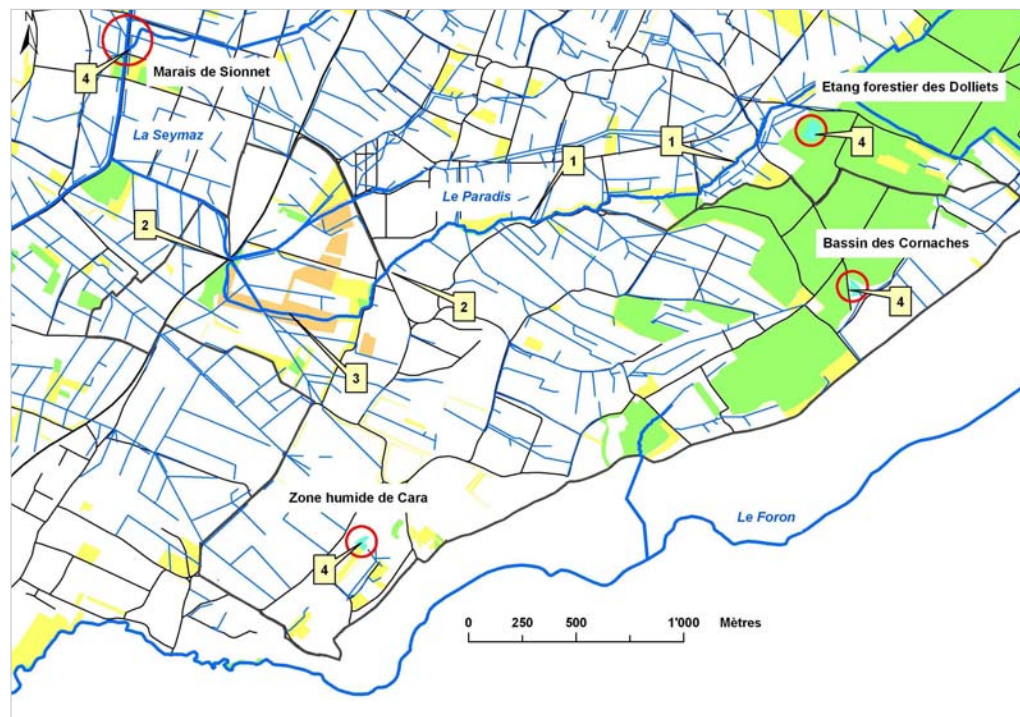 N
4
Marais de Sionnet
Etang forestier des Dolliets
La Seymaz
1
1
4
Le Paradis
2
Bassin des Cornaches
2
4
3
Zone humide de Cara
Le Foron
4
0 250 500 1'000 Mètres